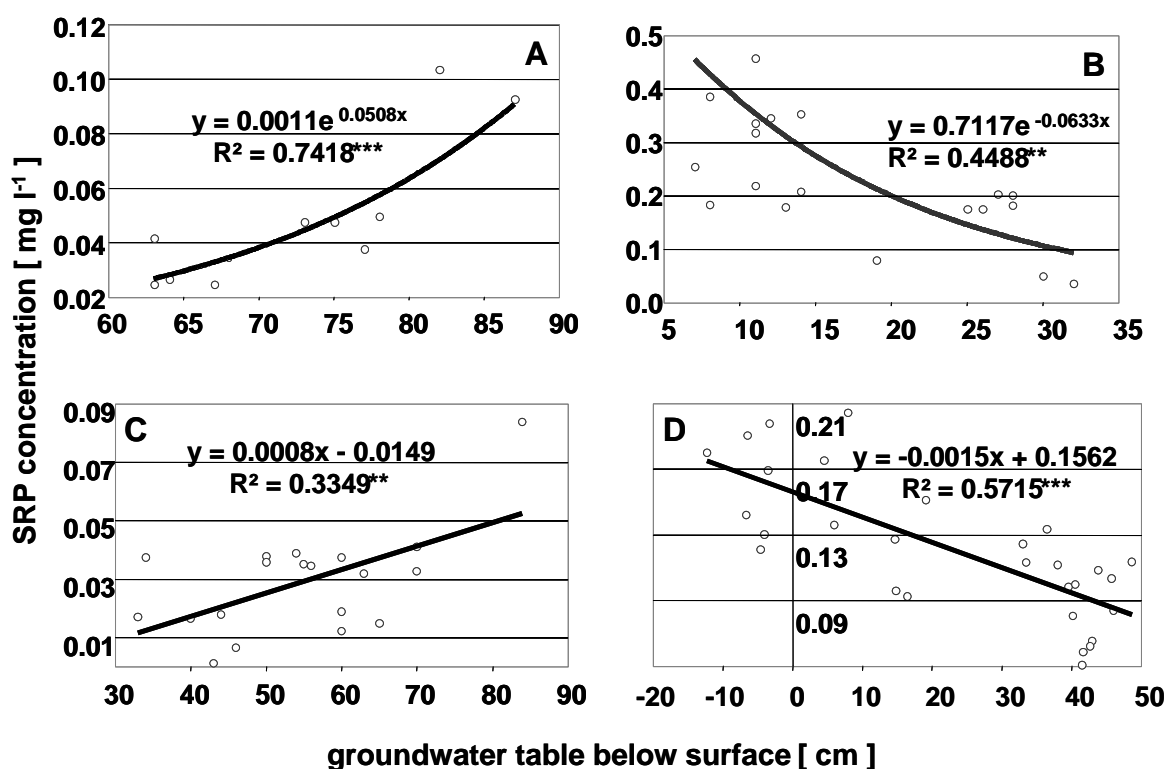 SRP concentration [ mg l-1 ]
0.12
0.10
0.08
0.06
0.04
0.02
A
y = 0.0011e 0.0508x
R² = 0.7418***
60 65 70 75 80 85 90
0.5
0.4
0.3
0.2
0.1
0.0
B
y = 0.7117e -0.0633x
R² = 0.4488**
5 10 15 20 25 30 35
0.09
0.07
0.05
0.03
0.01
C
y = 0.0008x - 0.0149
R² = 0.3349**
30 40 50 60 70 80 90
D
0.21
0.17
0.13
0.09
y = -0.0015x + 0.1562
R² = 0.5715***
-20 -10 0 10 20 30 40 50
groundwater table below surface [ cm ]